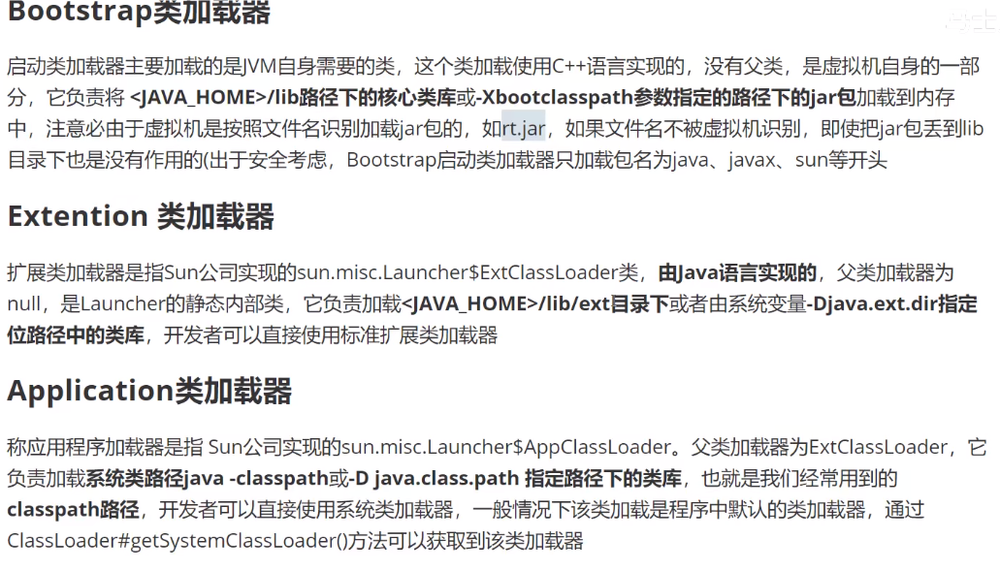 Bootstrap类加载器
启动类加载器主要加载的是JVM自身需要的类，这个类加载使用C++语言实现的，没有父类，是虚拟机自身的一部
分，它负责将 <JAVA_HOME>/lib路径下的核心类库或-Xbootclasspath参数指定的路径下的jar包加载到内存
中，注意必由于虚拟机是按照文件名识别加载jar包的，如rt.jar，如果文件名不被虚拟机识别，即使把jar包丢到lib
目录下也是没有作用的(出于安全考虑，Bootstrap启动类加载器只加载包名为java、javax、sun等开头
Extention 类加载器
扩展类加载器是指Sun公司实现的sun.misc.Launcher$ExtClassLoader类，由Java语言实现的，父类加载器为
null，是Launcher的静态内部类，它负责加载<JAVA_HOME>/lib/ext目录下或者由系统变量-Djava.ext.dir指定
位路径中的类库，开发者可以直接使用标准扩展类加载器
Application类加载器
称应用程序加载器是指 Sun公司实现的sun.misc.Launcher$AppClassLoader。父类加载器为ExtClassLoader，它
负责加载系统类路径java -classpath或-D java.class.path 指定路径下的类库，也就是我们经常用到的
classpath路径，开发者可以直接使用系统类加载器，一般情况下该类加载是程序中默认的类加载器，通过
ClassLoader#getSystemClassLoader()方法可以获取到该类加载器